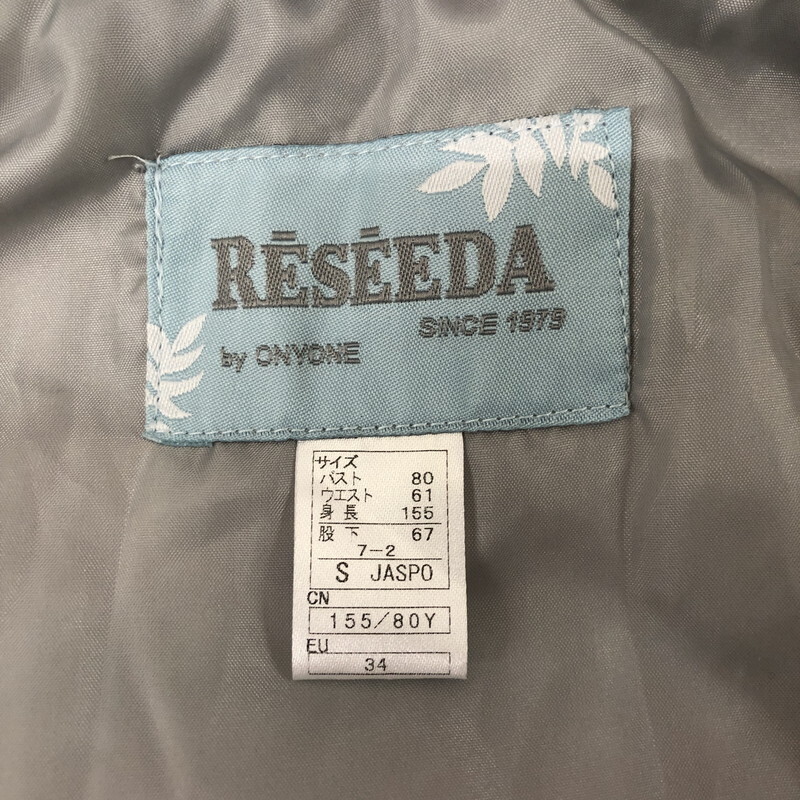 RĒSĒEDA
by ONYONE SINCE 1979
サイズ
バスト 80
ウエスト 61
身長 155
股下 67
7-2
S JASPO
CN
155/80Y
EU
34